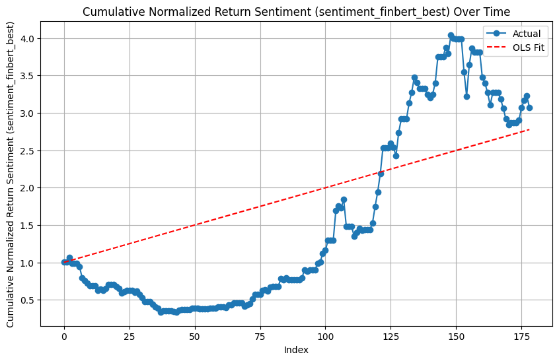 Cumulative Normalized Return Sentiment (sentiment_finbert_best) Over Time
Actual
OLS Fit
Cumulative Normalized Return Sentiment (sentiment_finbert_best)
4.0
3.5
3.0
2.5
2.0
1.5
1.0
0.5
0 25 50 75 100 125 150 175
Index